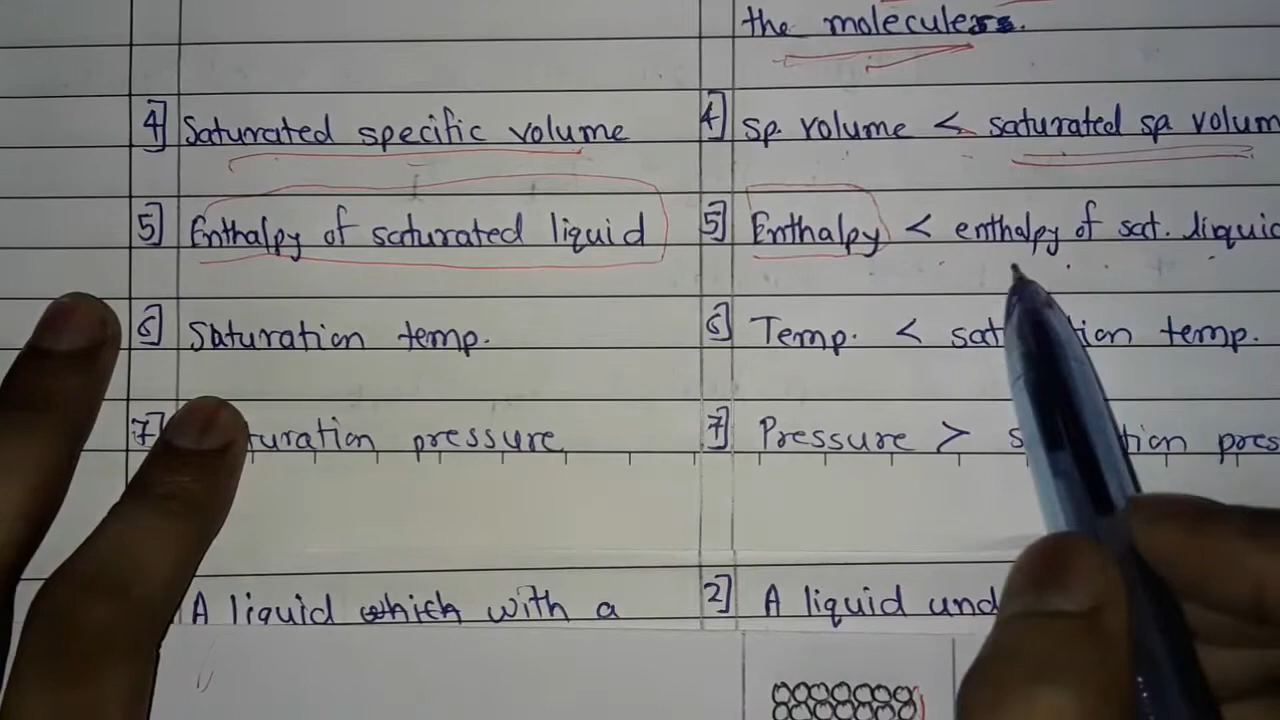 the molecules.
4] Saturated specific volume
4] sp. volume < saturated sp. volum
5] Enthalpy of saturated liquid
5] Enthalpy < enthalpy of sat. liquid
6] Saturation temp.
6] Temp. < sat tion temp.
7] turation pressure
7] Pressure > s tion pres
A liquid which with a
2] A liquid und